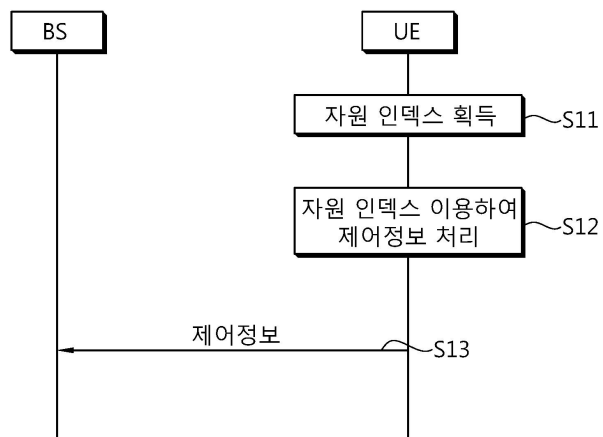 BS
UE
자원 인덱스 획득
S11
자원 인덱스 이용하여
제어정보 처리
S12
제어정보
S13